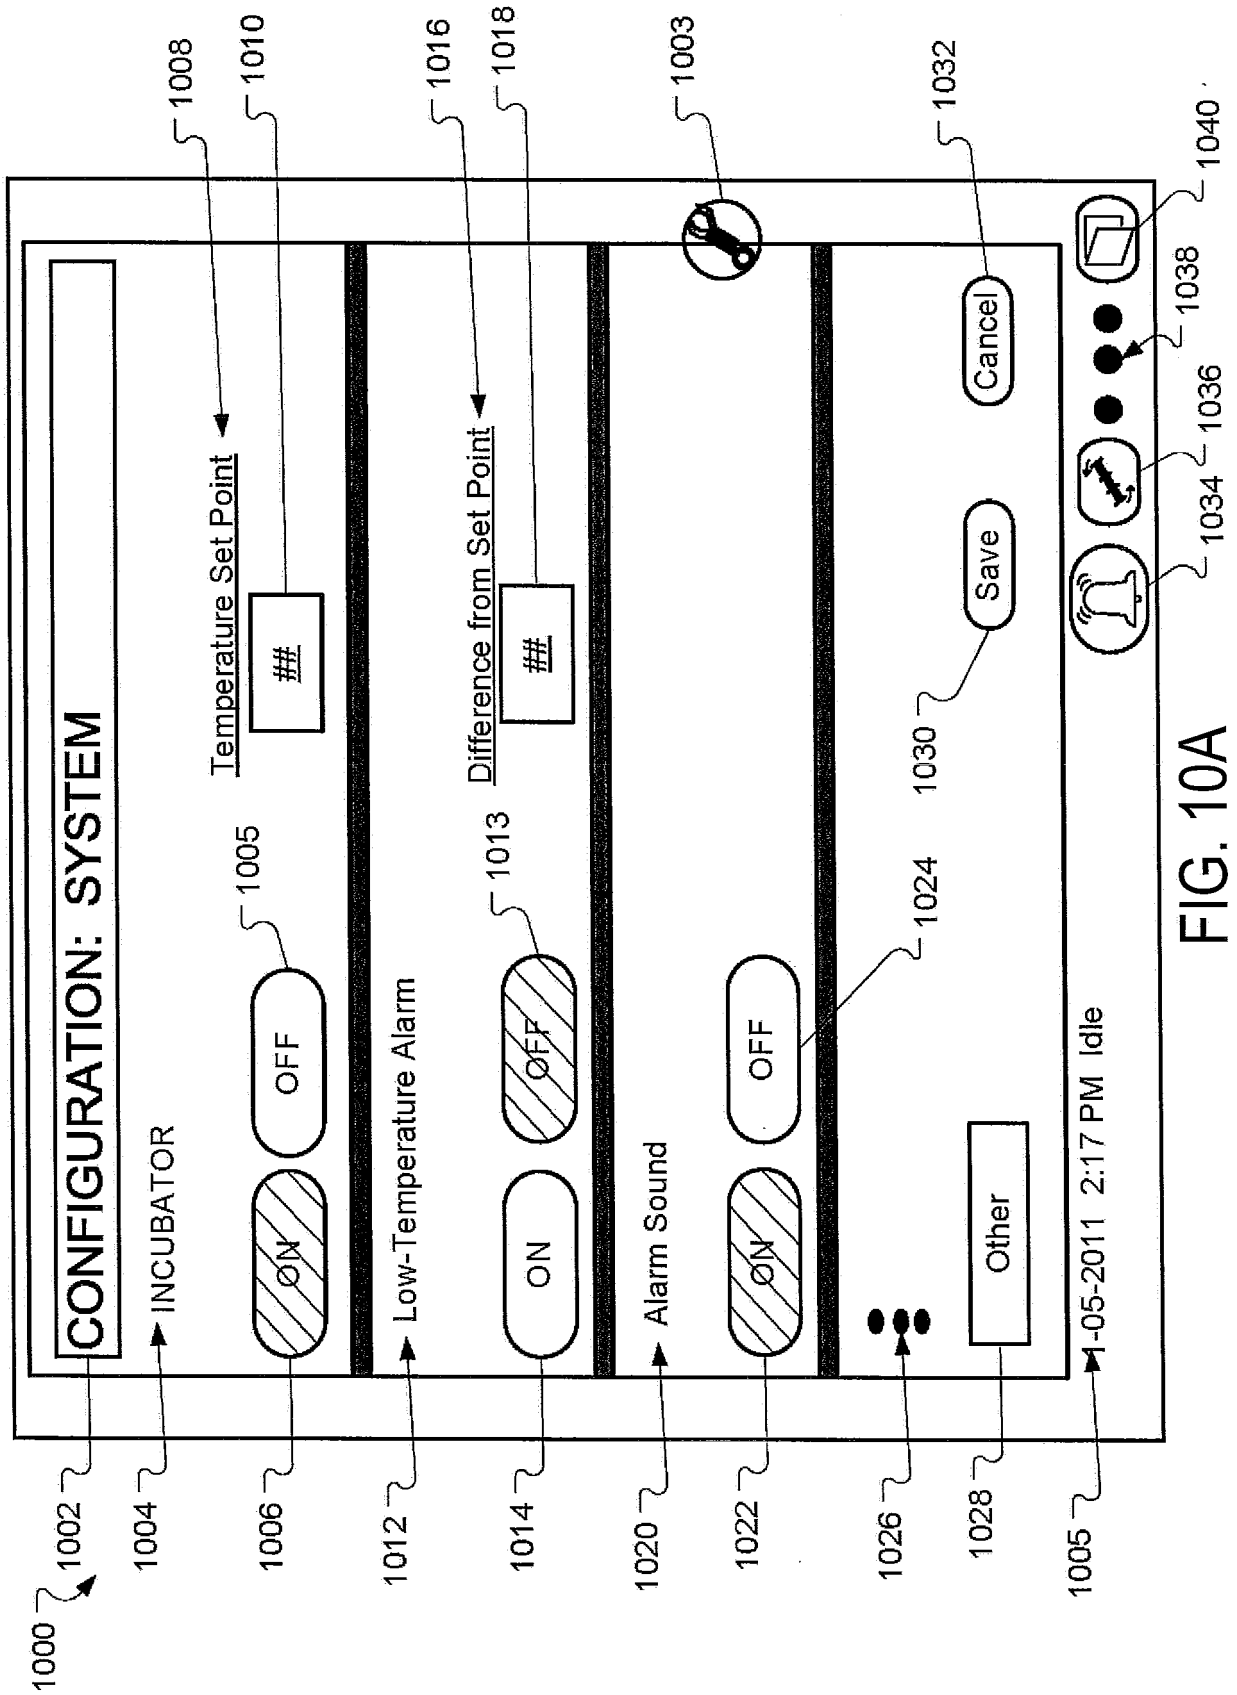 1000
1002
CONFIGURATION: SYSTEM
1004
INCUBATOR
Temperature Set Point
1008
1006
ON
OFF
1005
##
1010
1012
Low-Temperature Alarm
Difference from Set Point
1016
1014
ON
OFF
1013
##
1018
1020
Alarm Sound
1003
1022
ON
OFF
1024
1026
1028
Other
1030
Save
Cancel
1032
1005
1-05-2011 2:17 PM Idle
1034
1036
1038
1040
FIG. 10A